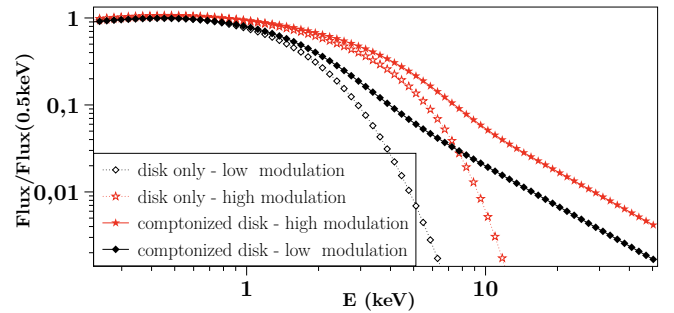 Flux/Flux(0.5keV)
1
0,1
0,01
disk only - low modulation
disk only - high modulation
comptonized disk - high modulation
comptonized disk - low modulation
1
10
E (keV)